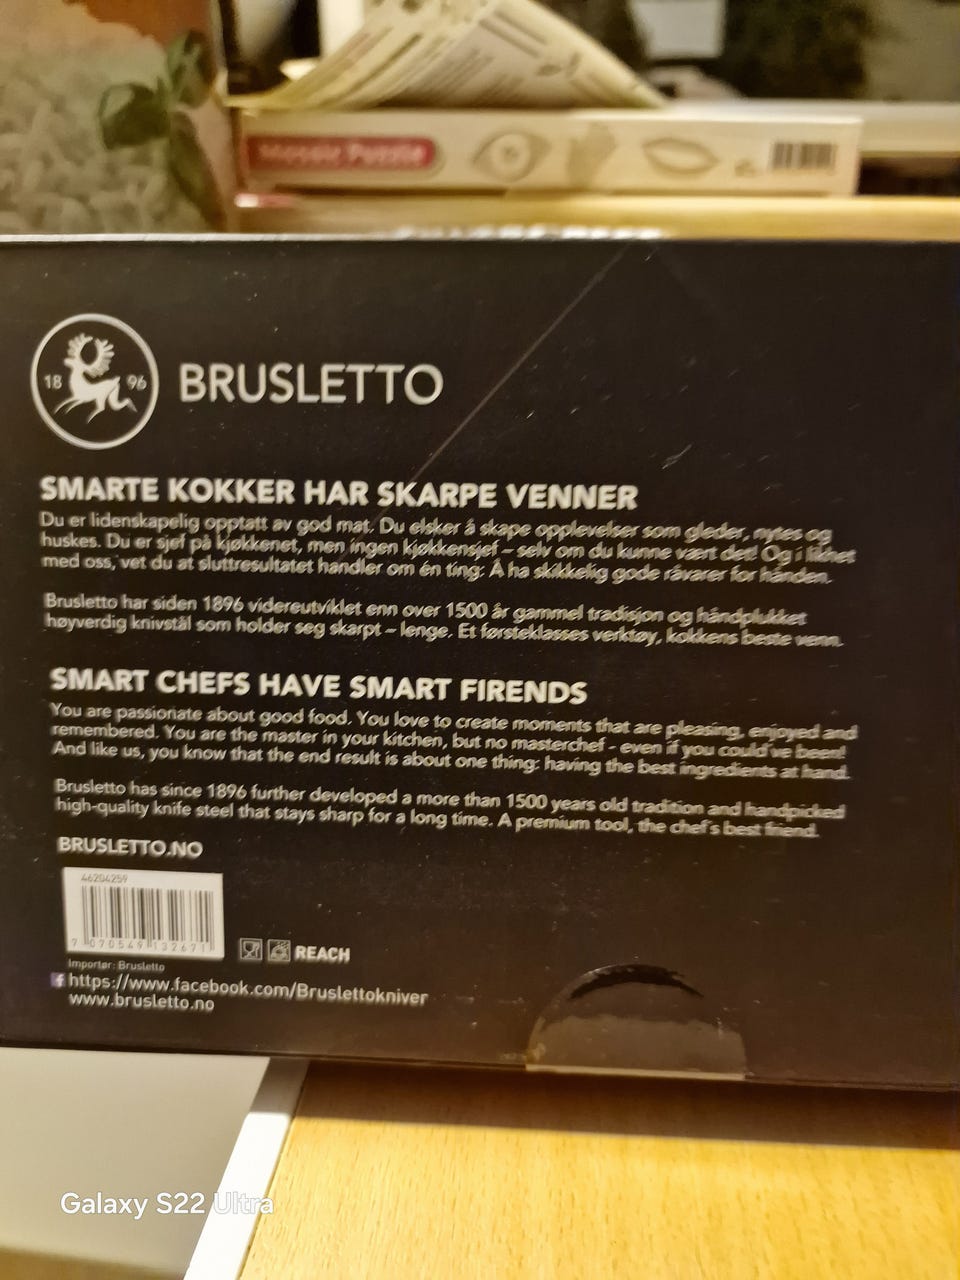 Mosaic Puzzle
18 96
BRUSLETTO
SMARTE KOKKER HAR SKARPE VENNER
Du er lidenskapelig opptatt av god mat. Du elsker å skape opplevelser som gleder, nytes og
huskes. Du er sjef på kjøkkenet, men ingen kjøkkensjef – selv om du kunne vært det! Og i likhet
med oss, vet du at sluttresultatet handler om én ting: Å ha skikkelig gode råvarer for hånden.
Brusletto har siden 1896 videreutviklet enn over 1500 år gammel tradisjon og håndplukket
høyverdig knivstål som holder seg skarpt – lenge. Et førsteklasses verktøy, kokkens beste venn.
SMART CHEFS HAVE SMART FIRENDS
You are passionate about good food. You love to create moments that are pleasing, enjoyed and
remembered. You are the master in your kitchen, but no masterchef - even if you could've been!
And like us, you know that the end result is about one thing: having the best ingredients at hand.
Brusletto has since 1896 further developed a more than 1500 years old tradition and handpicked
high-quality knife steel that stays sharp for a long time. A premium tool, the chef's best friend.
BRUSLETTO.NO
46204259
7 070549 132671
REACH
Importør: Brusletto
f https://www.facebook.com/Bruslettokniver
www.brusletto.no
Galaxy S22 Ultra